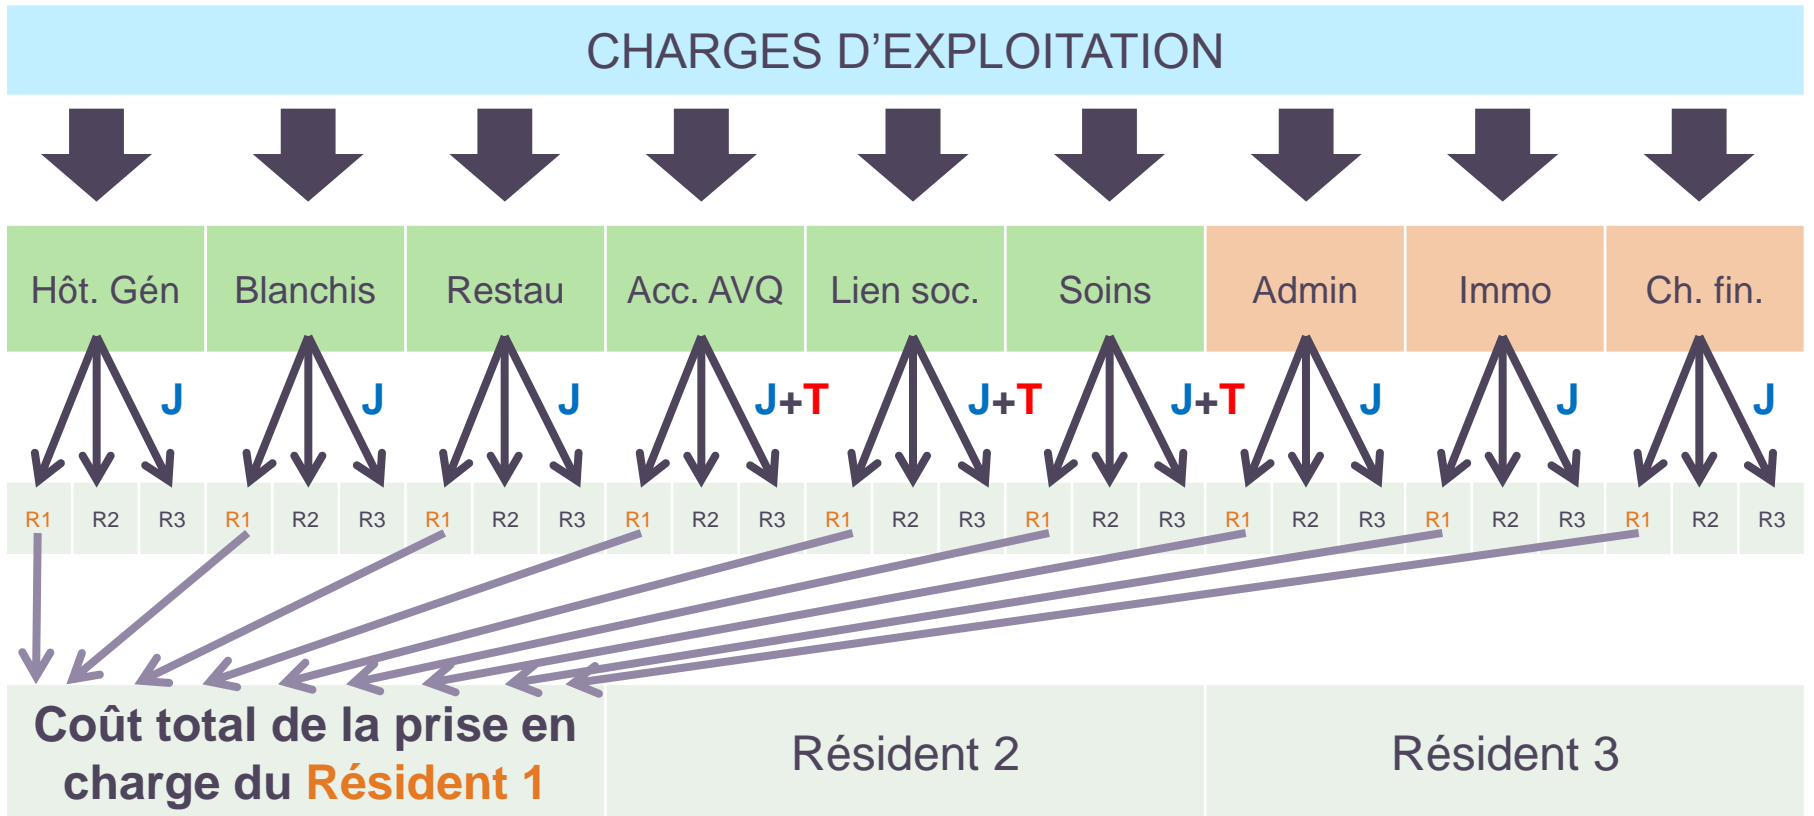 CHARGES D’EXPLOITATION
Hôt. Gén Blanchis Restau Acc. AVQ Lien soc. Soins Admin Immo Ch. fin.
J J J J+T J+T J+T J J J
R1 R2 R3 R1 R2 R3 R1 R2 R3 R1 R2 R3 R1 R2 R3 R1 R2 R3 R1 R2 R3 R1 R2 R3 R1 R2 R3
Coût total de la prise en
charge du Résident 1
Résident 2
Résident 3